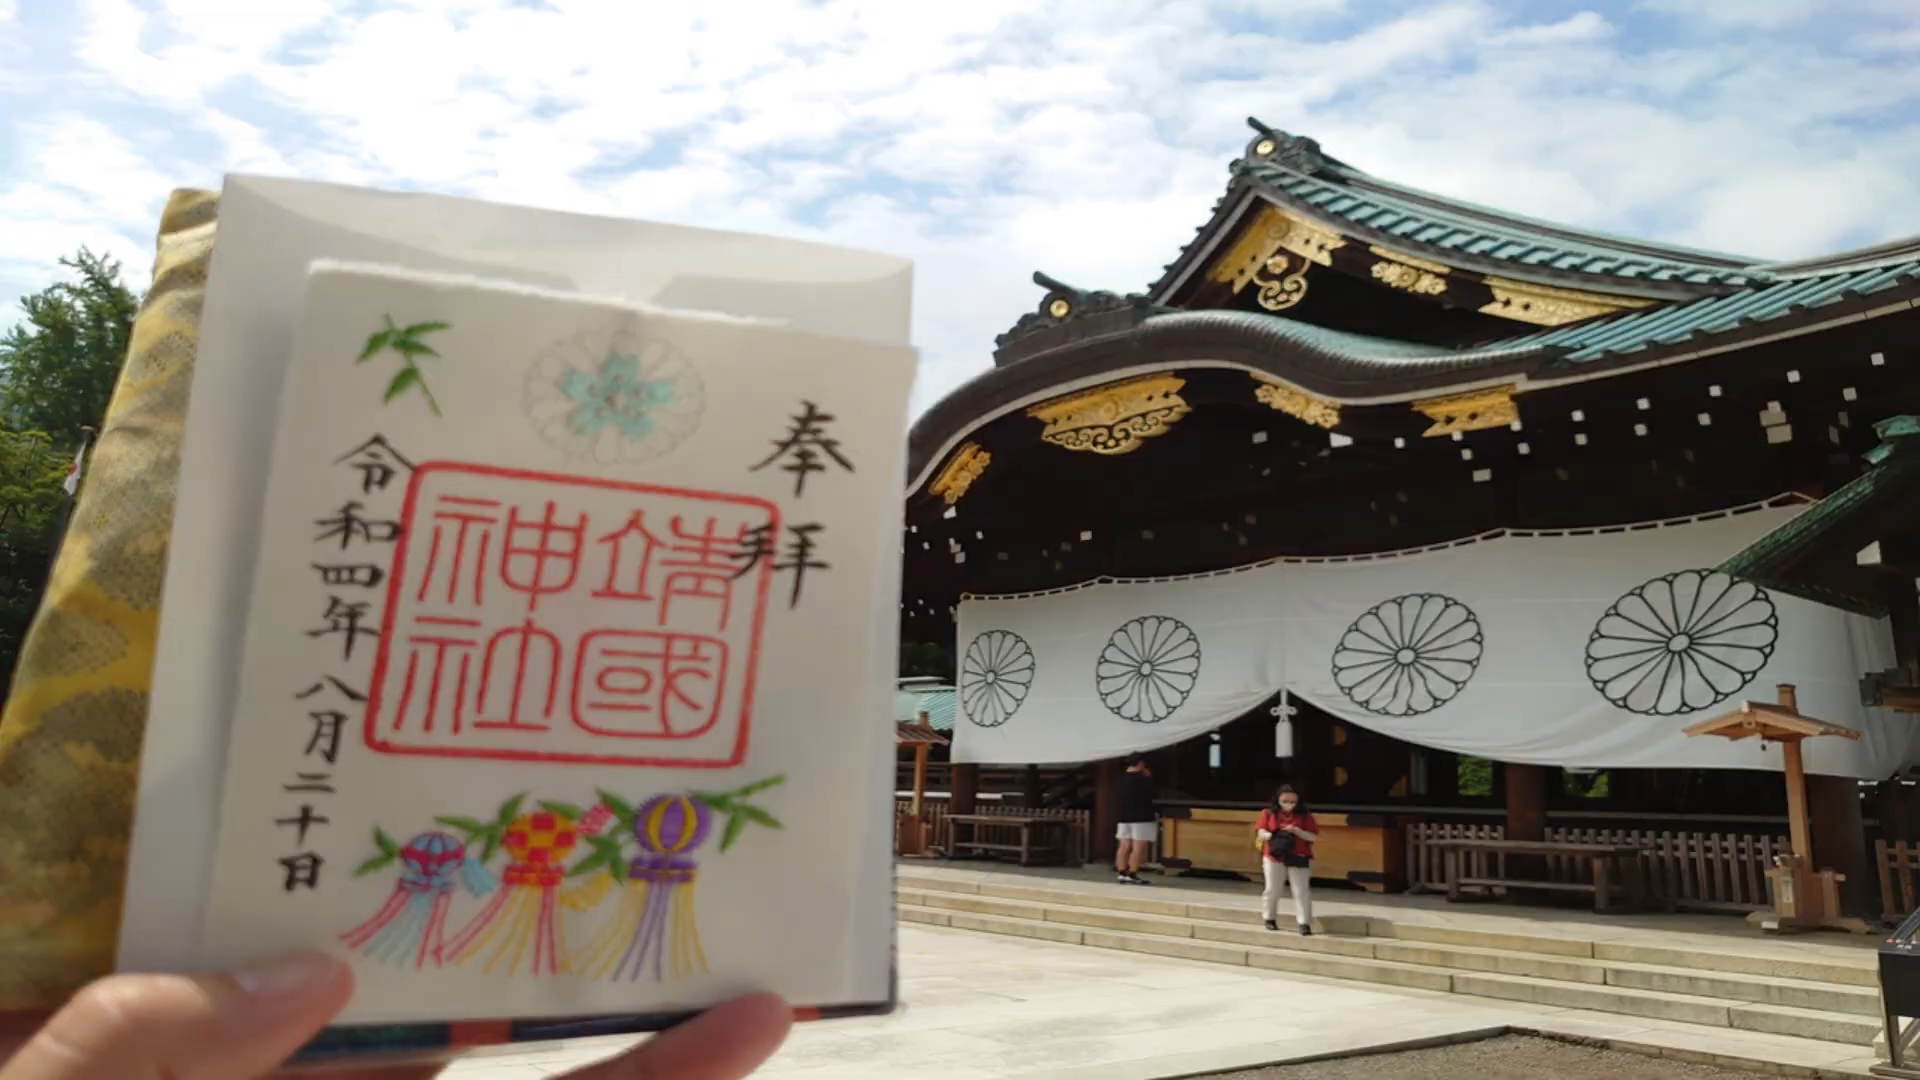 奉拝
靖國
神社
令和四年八月二十日